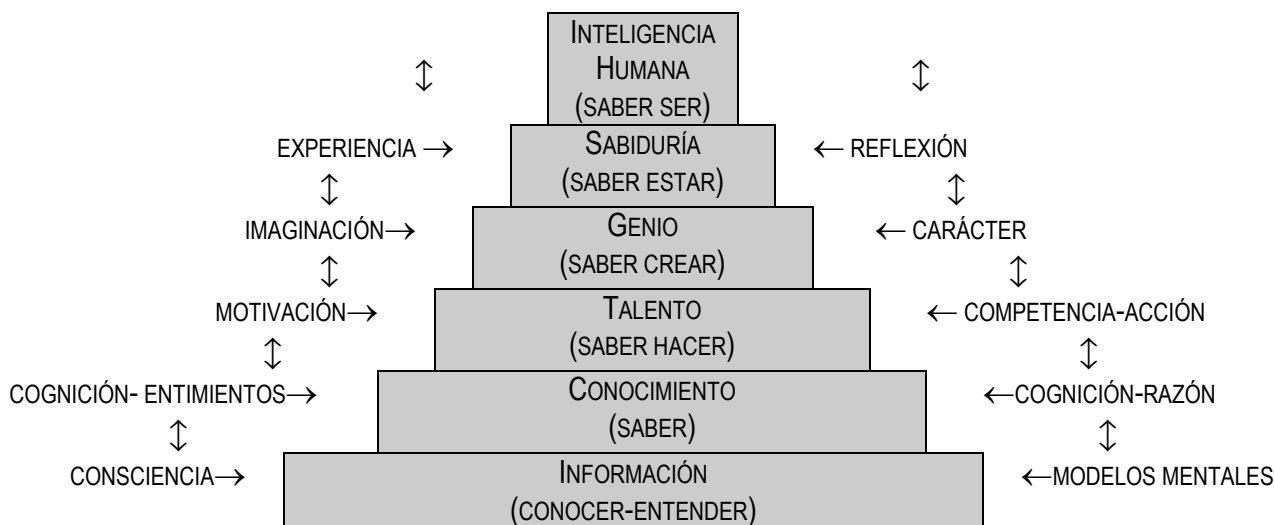 INTELIGENCIA
HUMANA
(SABER SER)
↕ ↕
EXPERIENCIA → SABIDURÍA ← REFLEXIÓN
(SABER ESTAR)
↕ ↕
IMAGINACIÓN→ GENIO ← CARÁCTER
(SABER CREAR)
↕ ↕
MOTIVACIÓN→ TALENTO ← COMPETENCIA-ACCIÓN
(SABER HACER)
↕ ↕
COGNICIÓN- ENTIMIENTOS→ CONOCIMIENTO ←COGNICIÓN-RAZÓN
(SABER)
↕ ↕
CONSCIENCIA→ INFORMACIÓN ←MODELOS MENTALES
(CONOCER-ENTENDER)